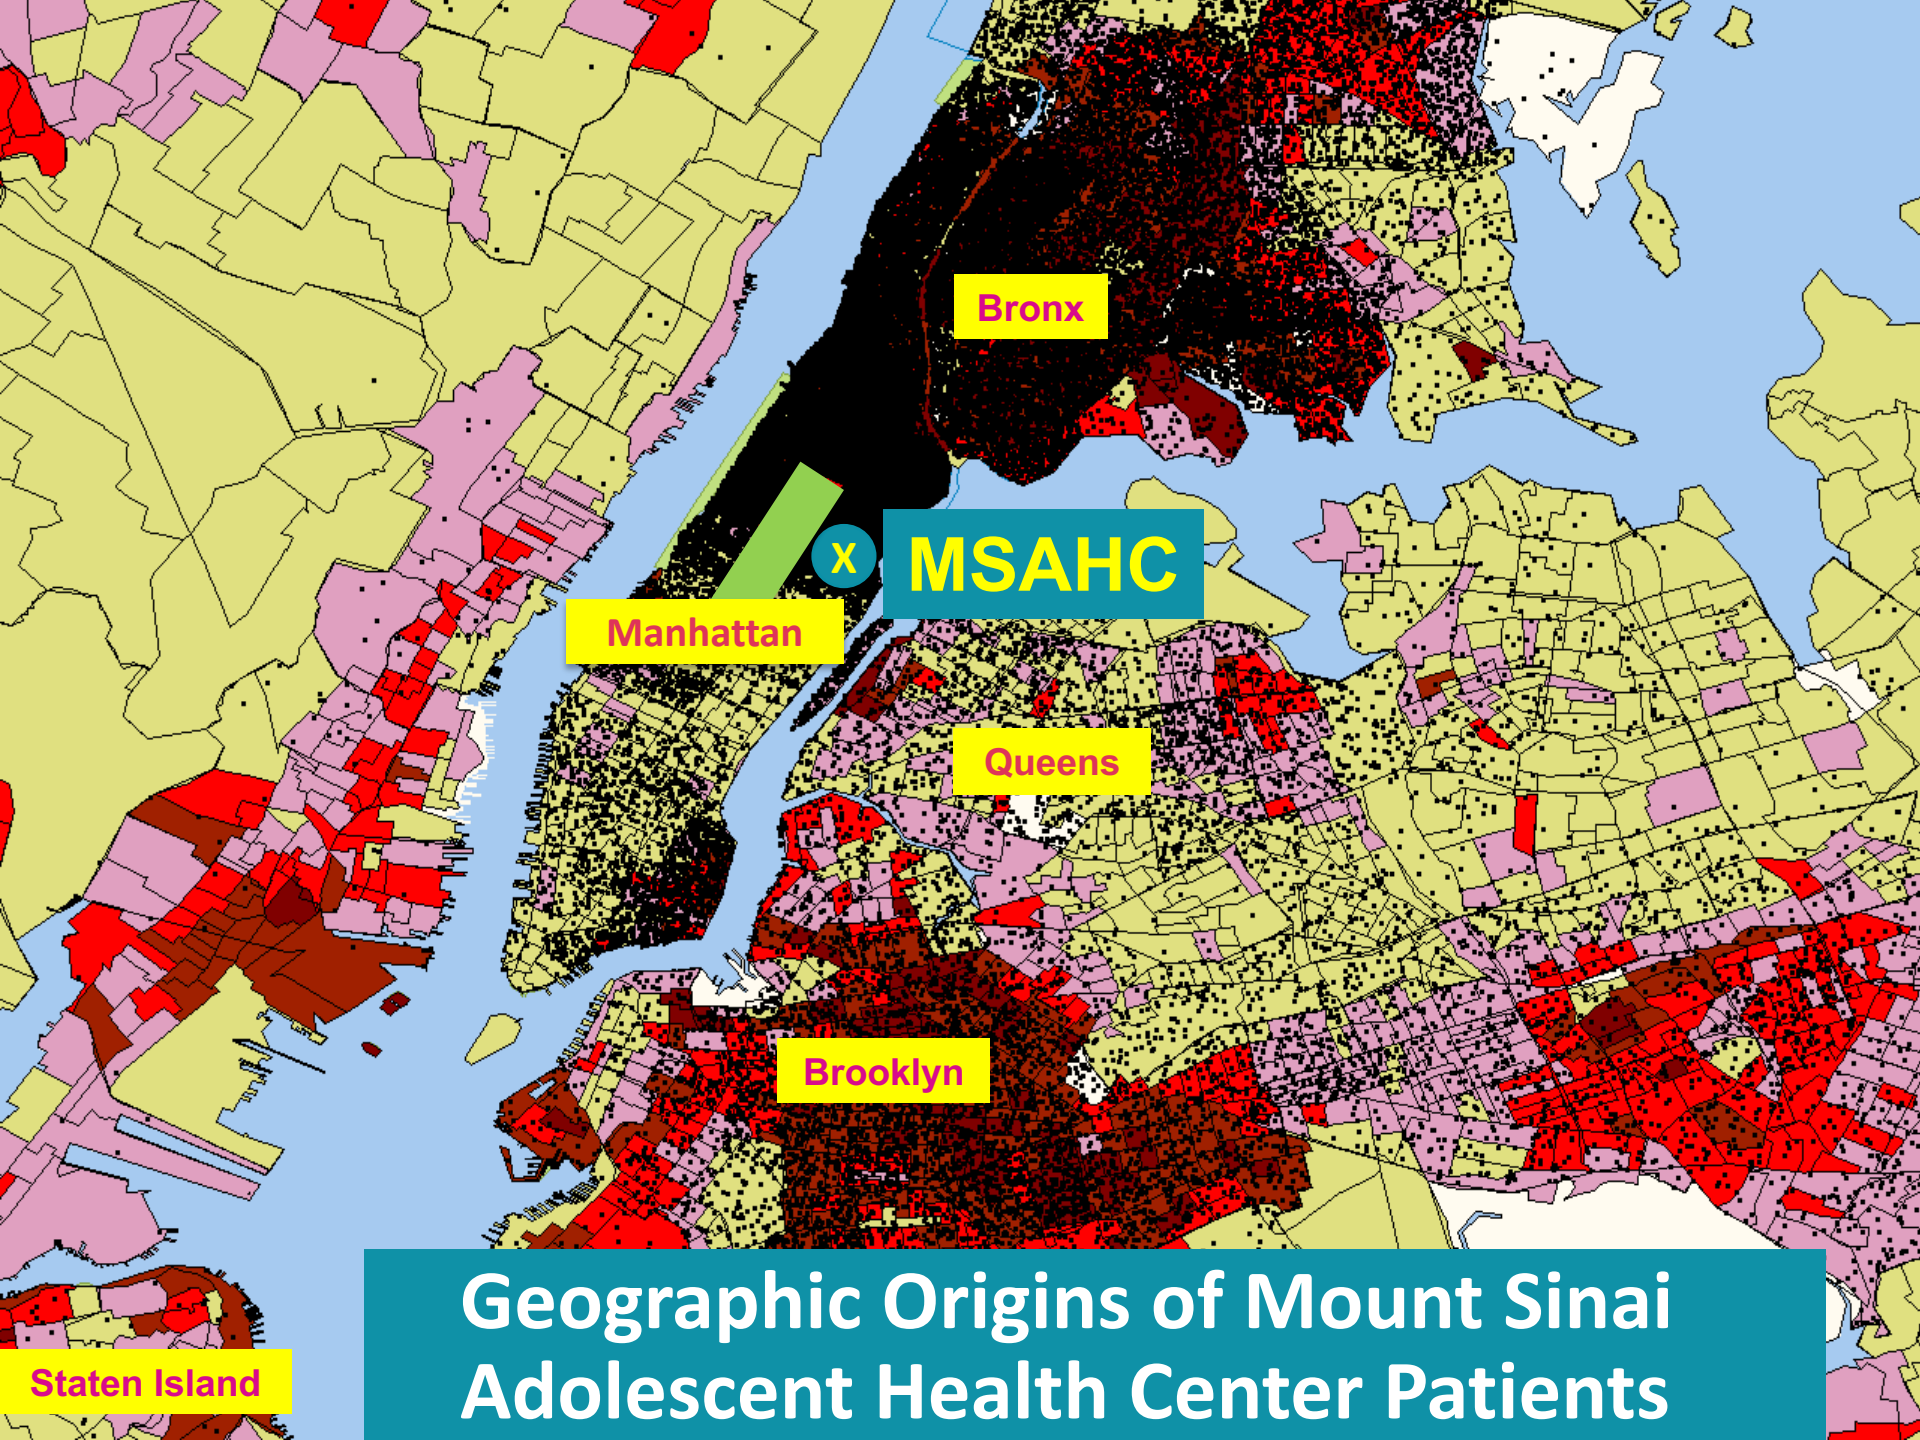 Bronx
X
MSAHC
Manhattan
Queens
Brooklyn
Geographic Origins of Mount Sinai
Adolescent Health Center Patients
Staten Island